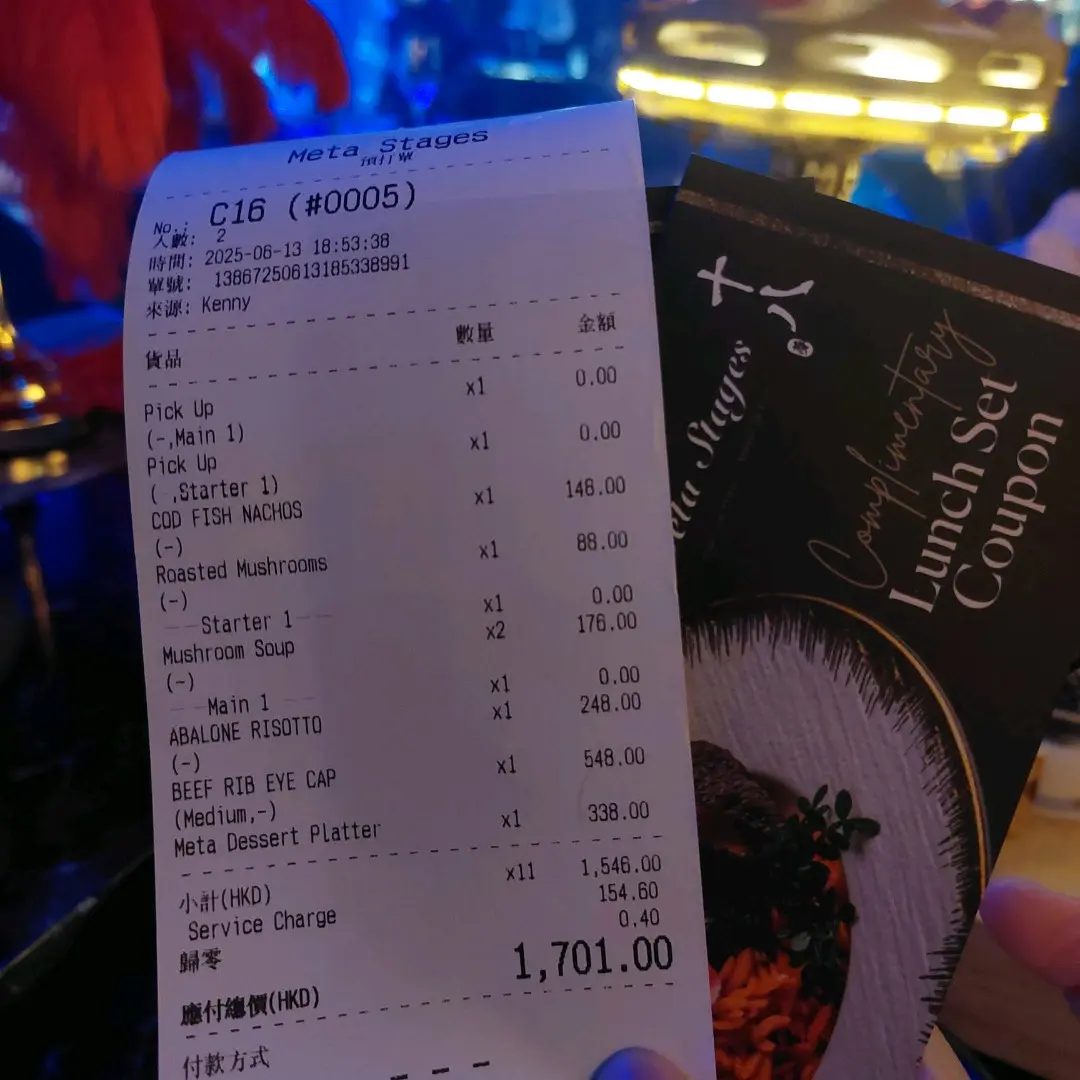 Meta Stages
預打單
No.: C16 (#0005)
人數: 2
時間: 2025-06-13 18:53:38
單號: 13867250613185338991
來源: Kenny
貨品 數量 金額
Pick Up x1 0.00
(-,Main 1)
Pick Up x1 0.00
( ,Starter 1)
COD FISH NACHOS x1 148.00
(-)
Roasted Mushrooms x1 88.00
(-)
Starter 1 x1 0.00
Mushroom Soup x2 176.00
(-)
Main 1 x1 0.00
ABALONE RISOTTO x1 248.00
(-)
BEEF RIB EYE CAP x1 548.00
(Medium,-)
Meta Dessert Platter x1 338.00
小計(HKD) x11 1,546.00
Service Charge 154.60
歸零 0.40
應付總價(HKD) 1,701.00
付款方式
十八
Meta Stages
Complimentary
Lunch Set
Coupon